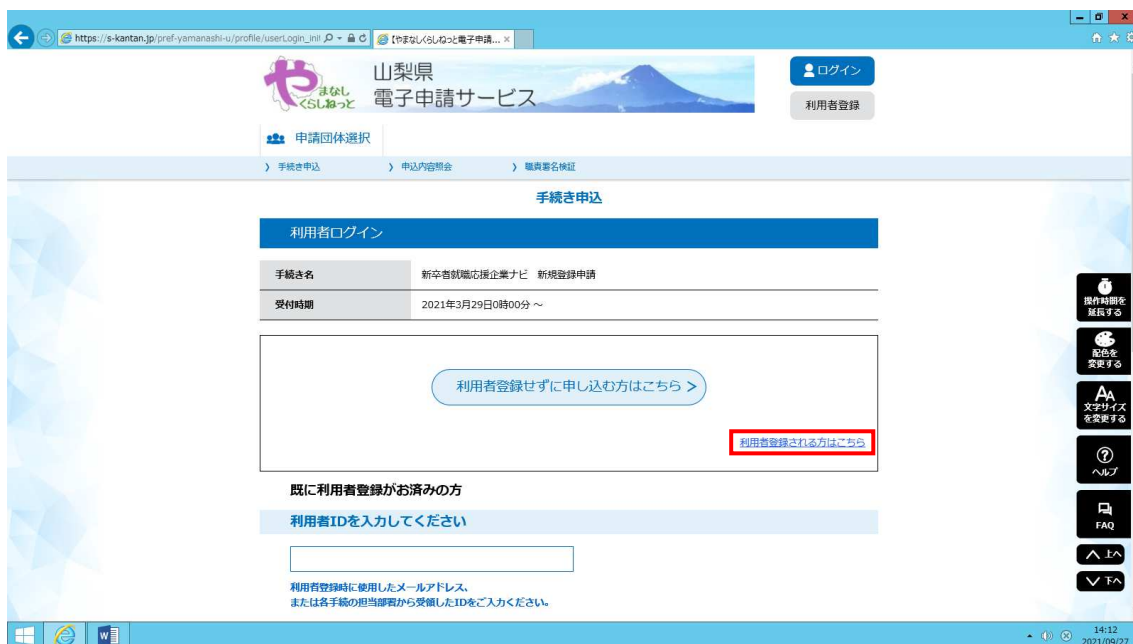 https://s-kantan.jp/pref-yamanashi-u/profile/userLogin_init
【やまなしくらしねっと電子申請...
やまなし
くらしねっと
山梨県
電子申請サービス
ログイン
利用者登録
申請団体選択
手続き申込
申込内容照会
職責署名検証
手続き申込
利用者ログイン
手続き名
新卒者就職応援企業ナビ 新規登録申請
受付時期
2021年3月29日0時00分 ～
利用者登録せずに申し込む方はこちら
利用者登録される方はこちら
既に利用者登録がお済みの方
利用者IDを入力してください
利用者登録時に使用したメールアドレス、
または各手続の担当部署から受領したIDをご入力ください。
操作時間を
延長する
配色を
変更する
文字サイズ
を変更する
ヘルプ
FAQ
上へ
下へ
14:12
2021/09/27